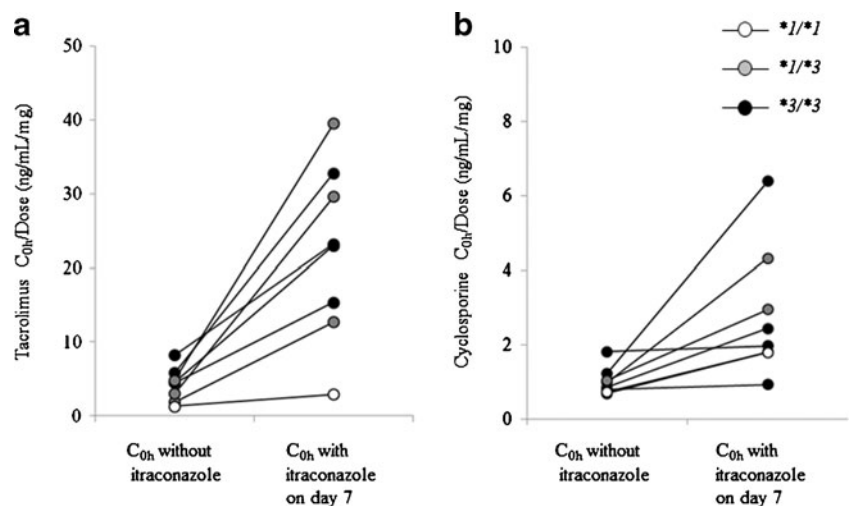 a
Tacrolimus C0h/Dose (ng/mL/mg)
50
40
30
20
10
0
C0h without
itraconazole
C0h with
itraconazole
on day 7
b
Cyclosporine C0h/Dose (ng/mL/mg)
10
8
6
4
2
0
*1/*1
*1/*3
*3/*3
C0h without
itraconazole
C0h with
itraconazole
on day 7